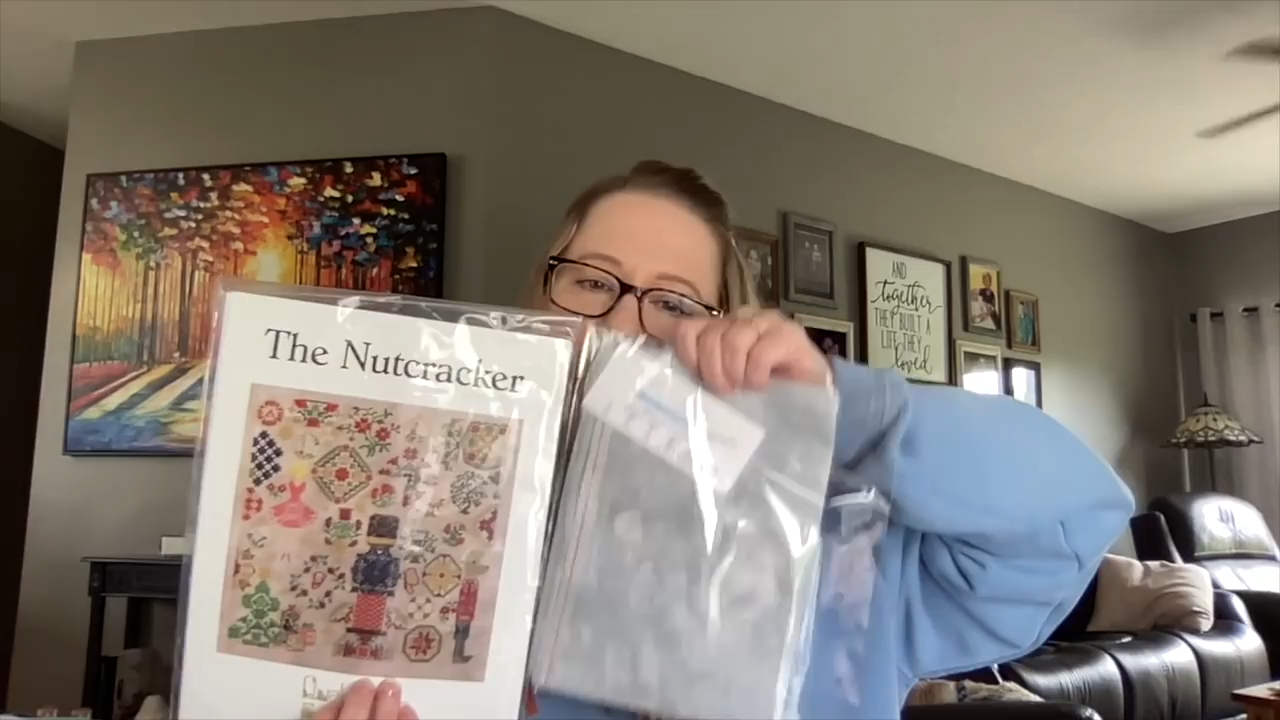 The Nutcracker
AND
together
THEY BUILT A
LIFE THEY
loved